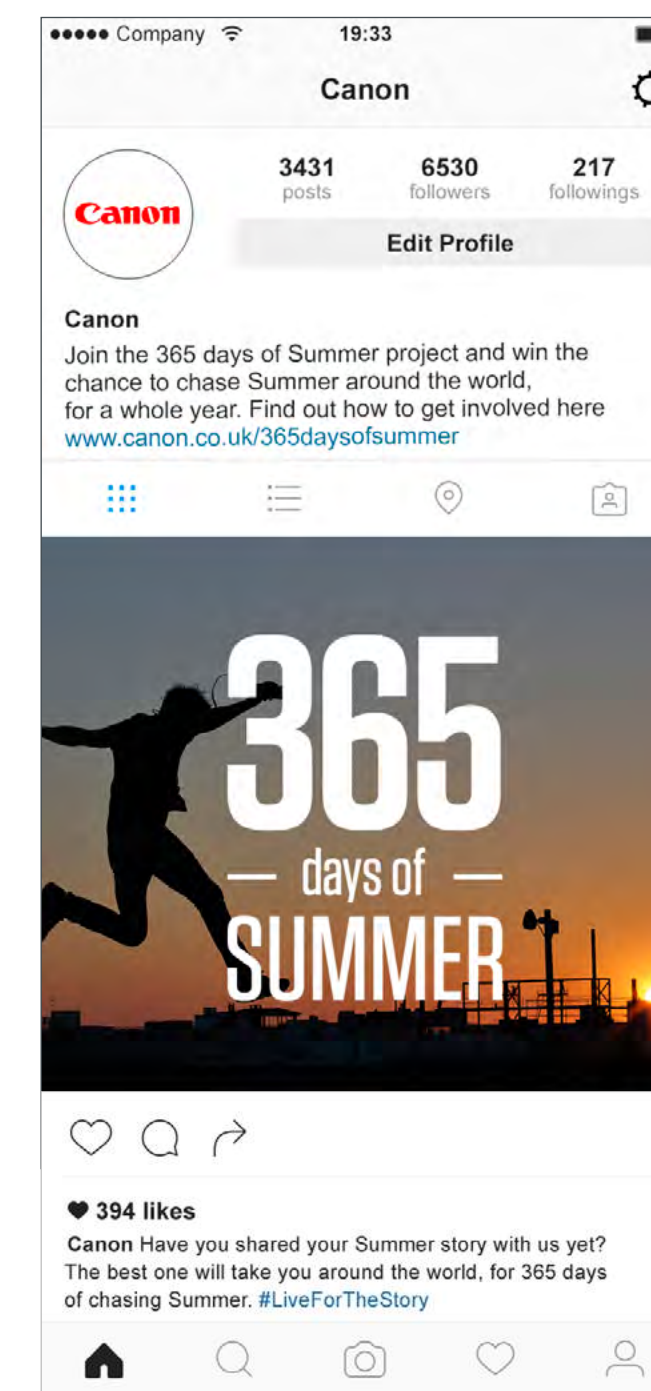 Company 19:33
Canon
3431 6530 217
posts followers followings
Canon
Edit Profile
Canon
Join the 365 days of Summer project and win the
chance to chase Summer around the world,
for a whole year. Find out how to get involved here
www.canon.co.uk/365daysofsummer
365
days of
SUMMER
394 likes
Canon Have you shared your Summer story with us yet?
The best one will take you around the world, for 365 days
of chasing Summer. #LiveForTheStory